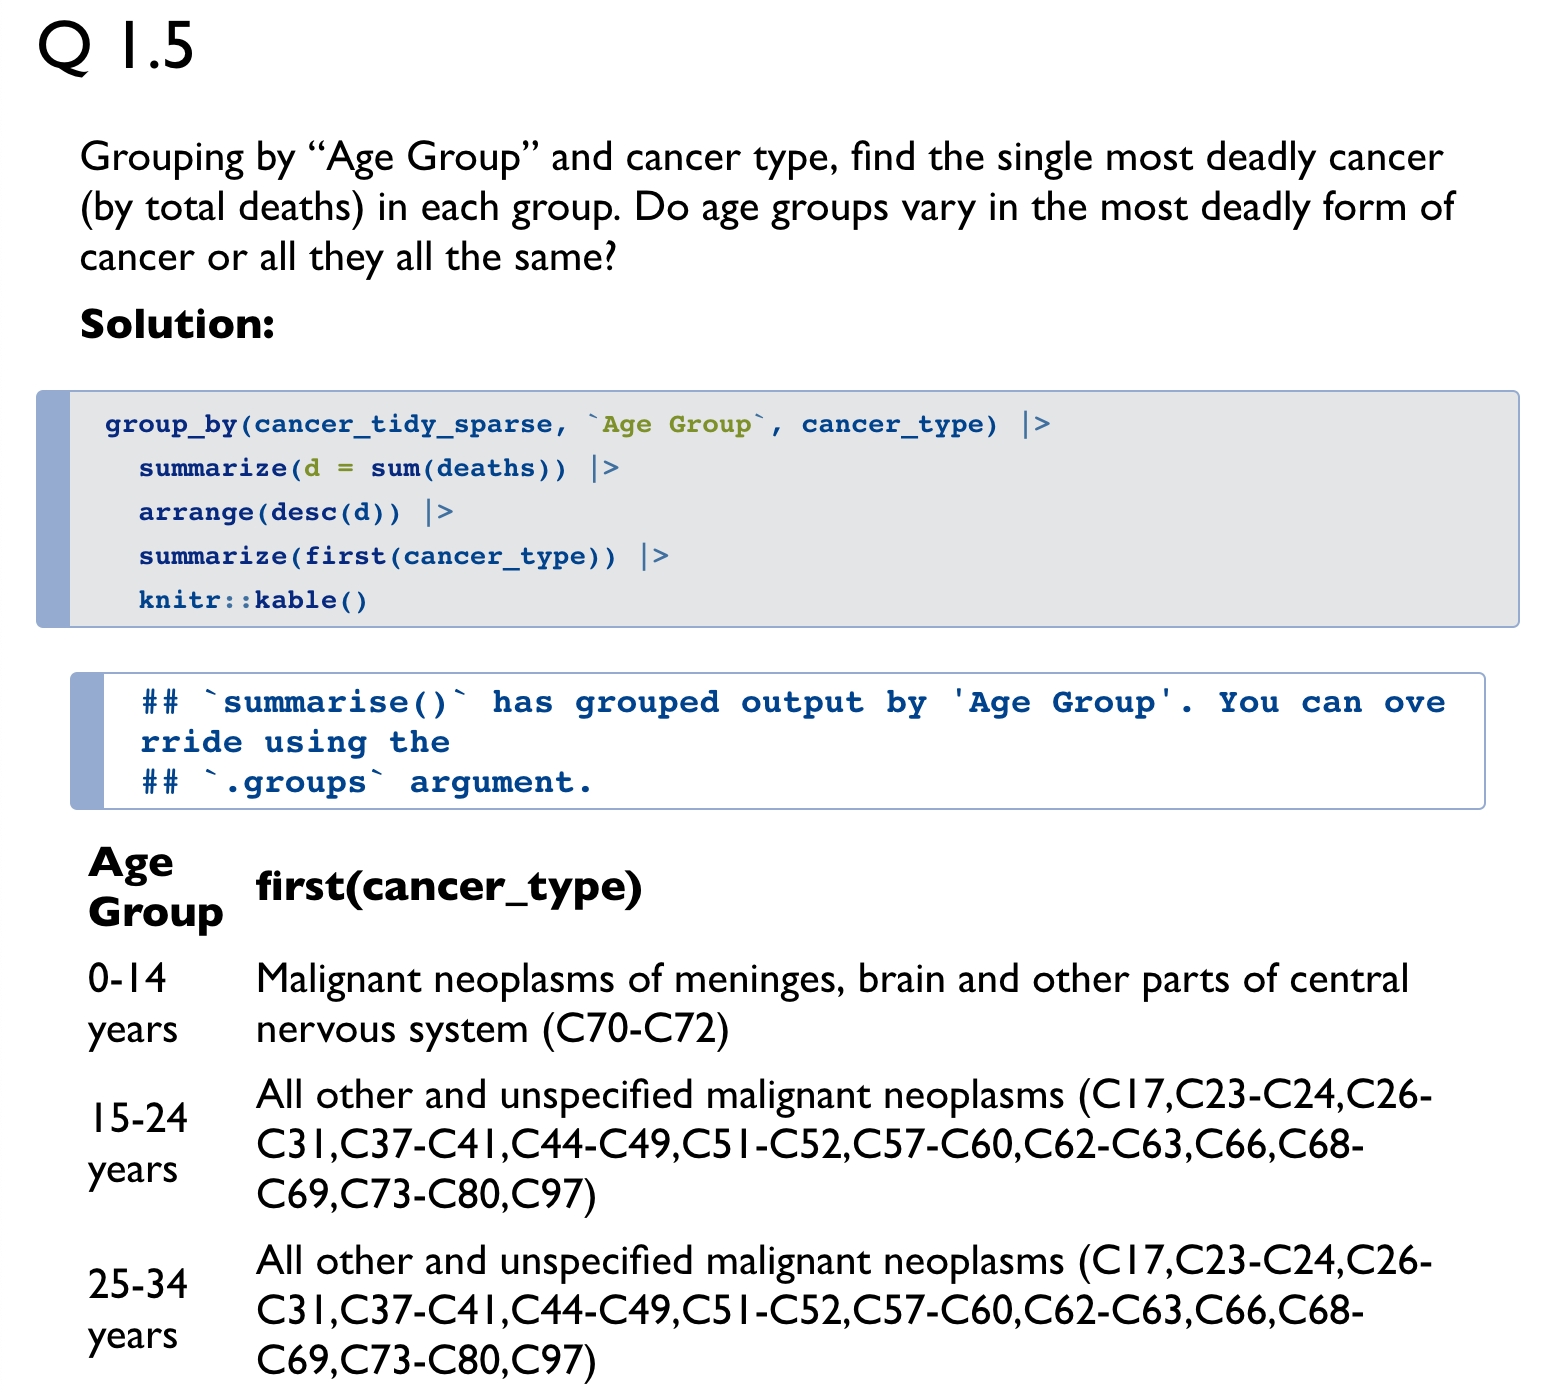 Q 1.5
Grouping by “Age Group” and cancer type, find the single most deadly cancer
(by total deaths) in each group. Do age groups vary in the most deadly form of
cancer or all they all the same?
Solution:
group_by(cancer_tidy_sparse, `Age Group`, cancer_type) |>
  summarize(d = sum(deaths)) |>
  arrange(desc(d)) |>
  summarize(first(cancer_type)) |>
  knitr::kable()
## `summarise()` has grouped output by 'Age Group'. You can ove
rride using the
## `.groups` argument.
Age
Group
first(cancer_type)
0-14
years
Malignant neoplasms of meninges, brain and other parts of central
nervous system (C70-C72)
15-24
years
All other and unspecified malignant neoplasms (C17,C23-C24,C26-
C31,C37-C41,C44-C49,C51-C52,C57-C60,C62-C63,C66,C68-
C69,C73-C80,C97)
25-34
years
All other and unspecified malignant neoplasms (C17,C23-C24,C26-
C31,C37-C41,C44-C49,C51-C52,C57-C60,C62-C63,C66,C68-
C69,C73-C80,C97)